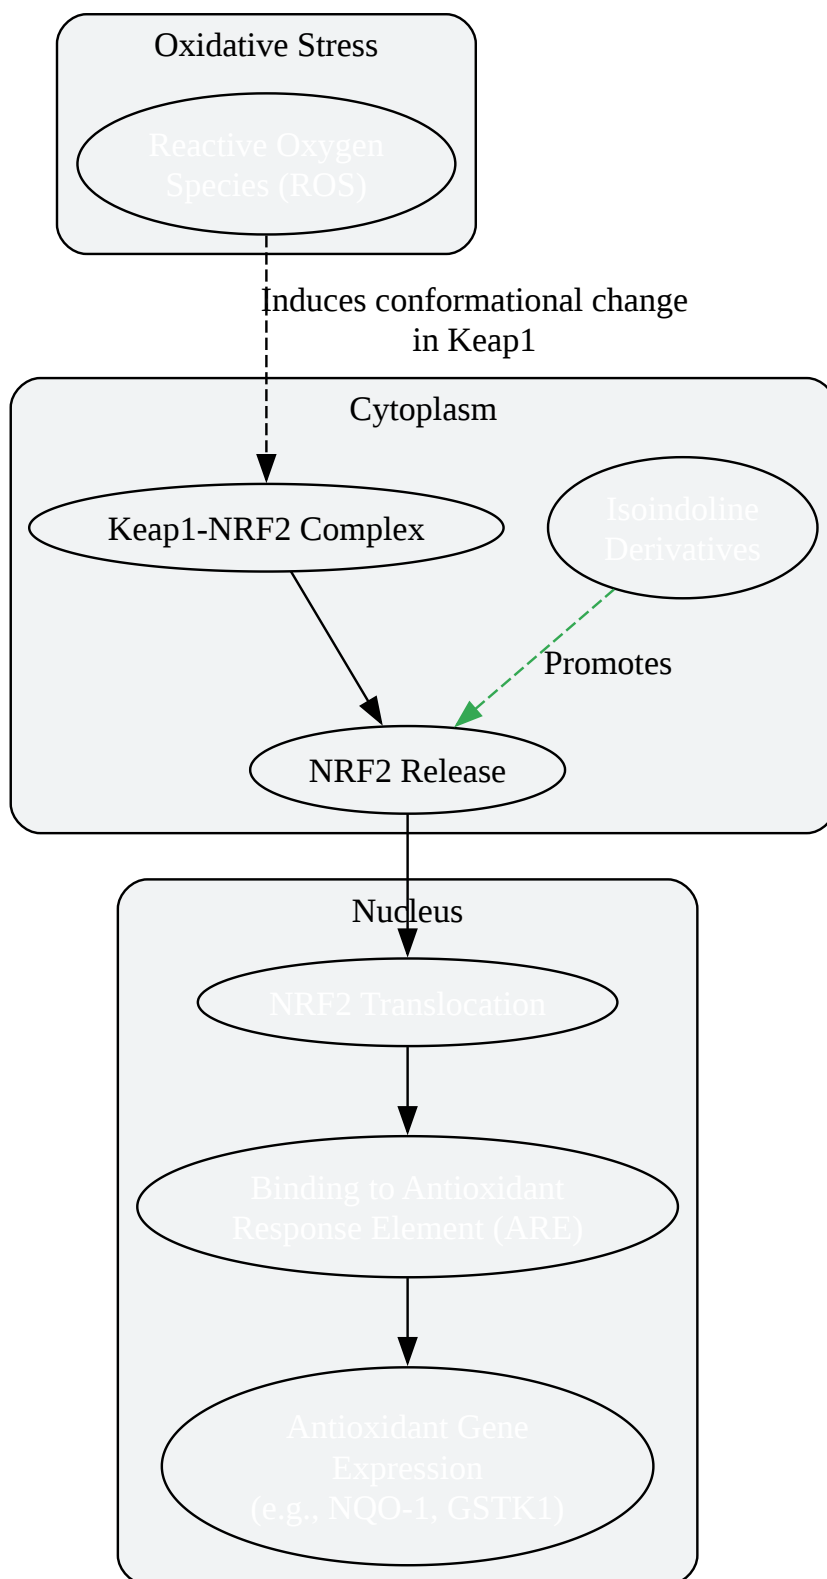 Oxidative Stress
Reactive Oxygen
Species (ROS)
Induces conformational change
in Keap1
Cytoplasm
Keap1-NRF2 Complex
Isoindoline
Derivatives
Promotes
NRF2 Release
Nucleus
NRF2 Translocation
Binding to Antioxidant
Response Element (ARE)
Antioxidant Gene
Expression
(e.g., NQO-1, GSTK1)